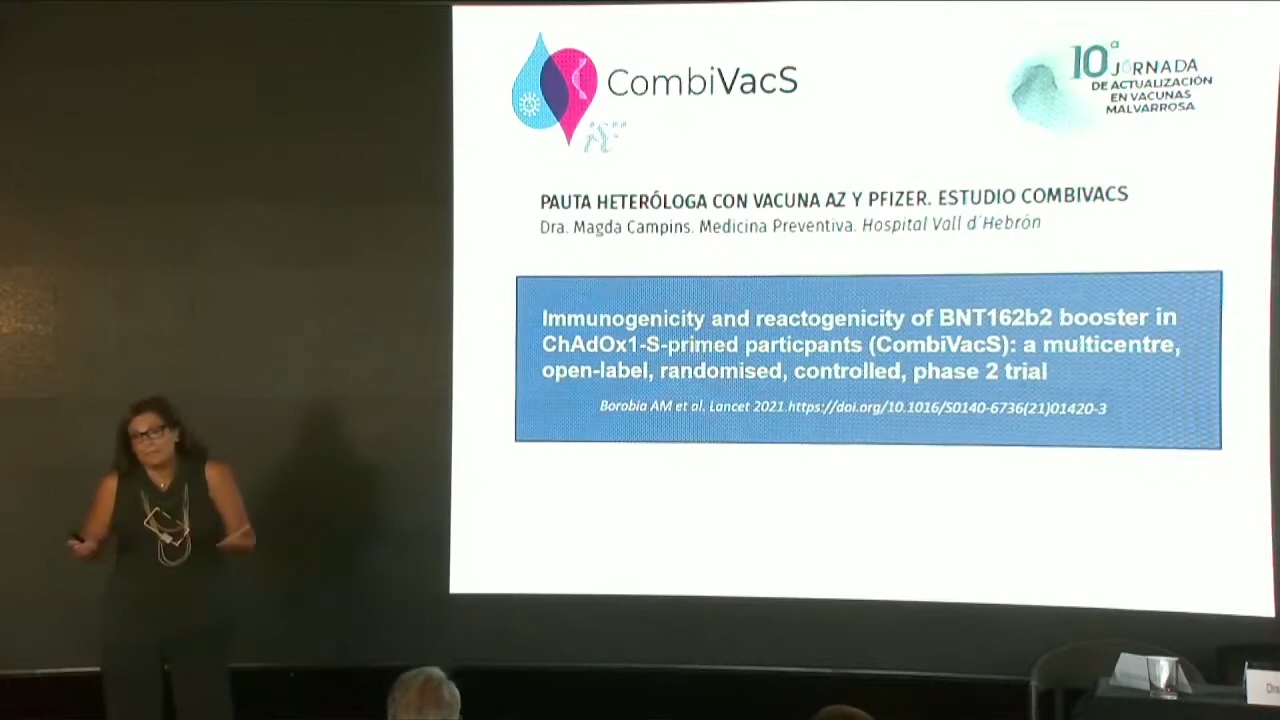 CombiVacS
10ª JORNADA
DE ACTUALIZACIÓN
EN VACUNAS
MALVARROSA
PAUTA HETERÓLOGA CON VACUNA AZ Y PFIZER. ESTUDIO COMBIVACS
Dra. Magda Campins. Medicina Preventiva. Hospital Vall d´Hebrón
Immunogenicity and reactogenicity of BNT162b2 booster in
ChAdOx1-S-primed particpants (CombiVacS): a multicentre,
open-label, randomised, controlled, phase 2 trial
Borobia AM et al. Lancet 2021.https://doi.org/10.1016/S0140-6736(21)01420-3